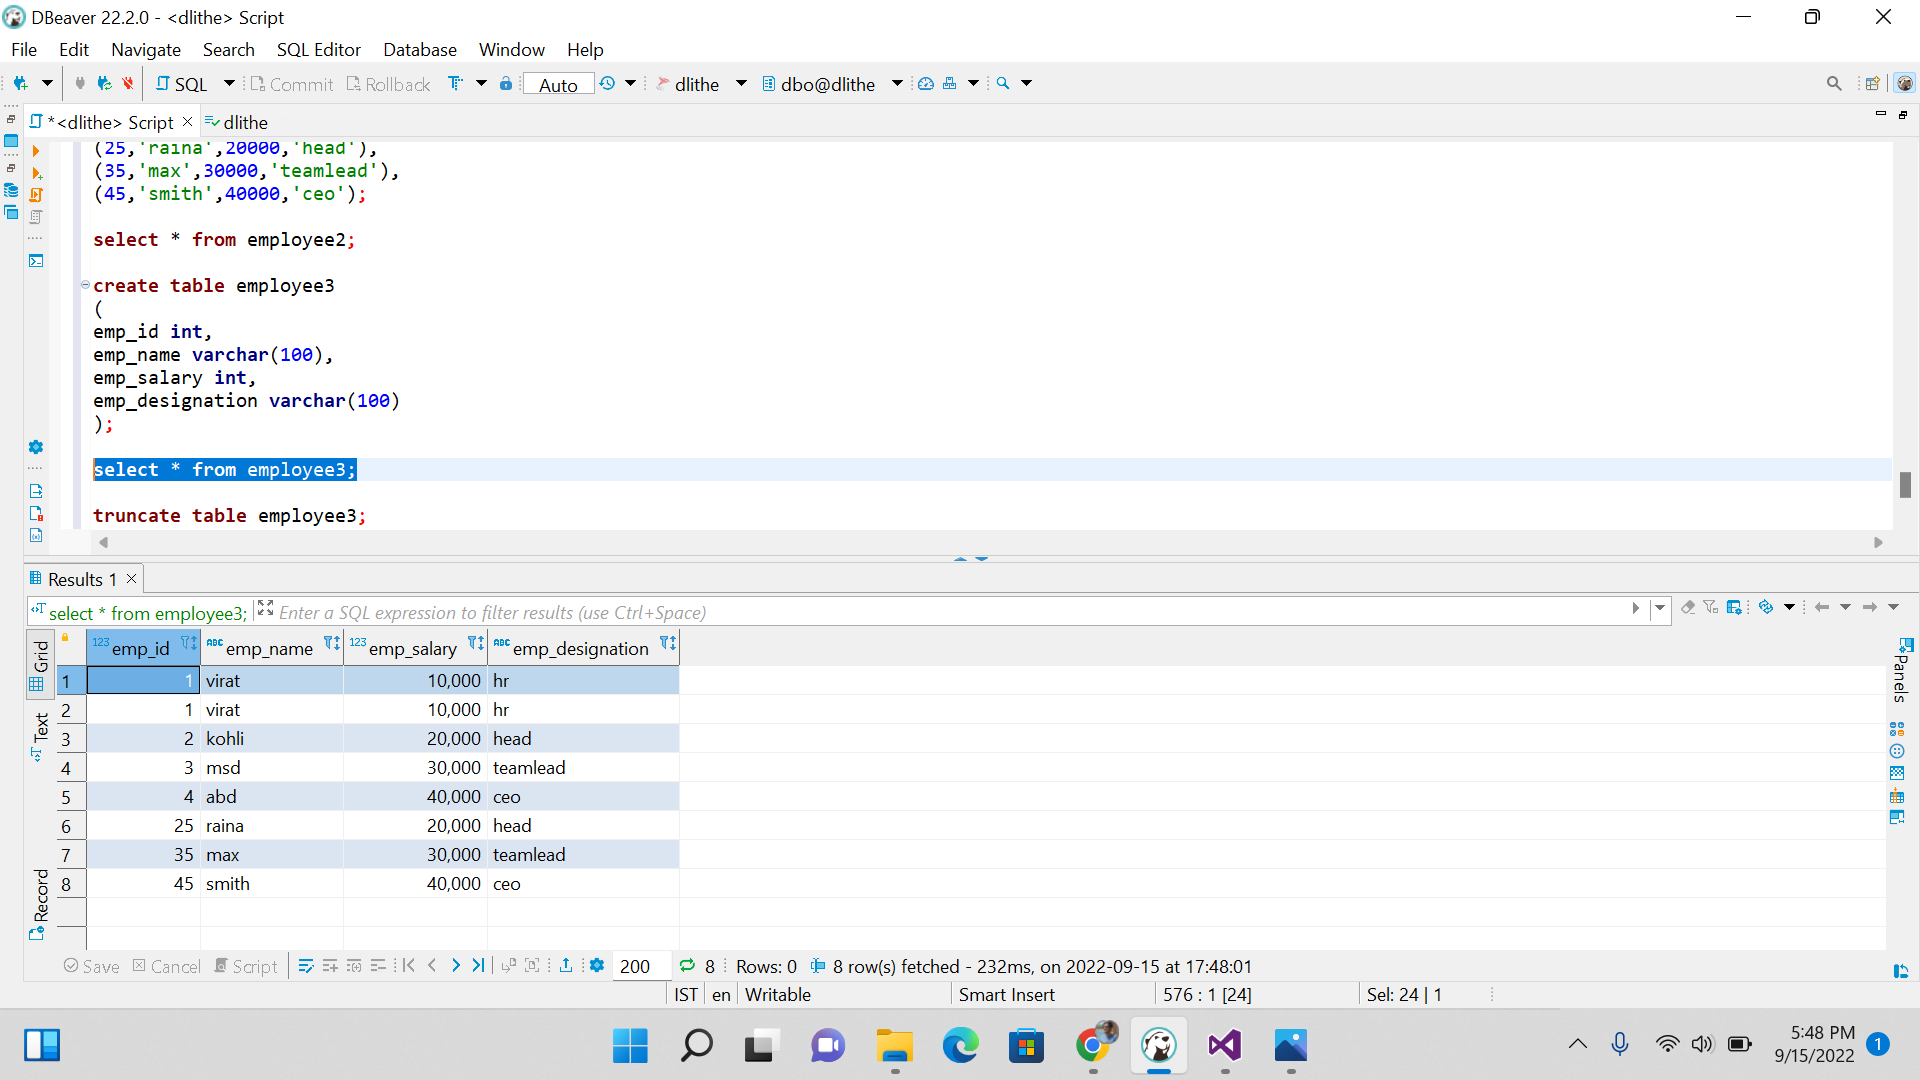 DBeaver 22.2.0 - <dlithe> Script
File Edit Navigate Search SQL Editor Database Window Help
SQL Commit Rollback Auto dlithe dbo@dlithe
*<dlithe> Script dlithe
(25,'raina',20000,'head'),
(35,'max',30000,'teamlead'),
(45,'smith',40000,'ceo');
select * from employee2;
create table employee3
(
emp_id int,
emp_name varchar(100),
emp_salary int,
emp_designation varchar(100)
);
select * from employee3;
truncate table employee3;
Results 1
select * from employee3; Enter a SQL expression to filter results (use Ctrl+Space)
Grid
Text
Record
Panels
123 emp_id ABC emp_name 123 emp_salary ABC emp_designation
1 1 virat 10,000 hr
2 1 virat 10,000 hr
3 2 kohli 20,000 head
4 3 msd 30,000 teamlead
5 4 abd 40,000 ceo
6 25 raina 20,000 head
7 35 max 30,000 teamlead
8 45 smith 40,000 ceo
Save Cancel Script 200 8 Rows: 0 8 row(s) fetched - 232ms, on 2022-09-15 at 17:48:01
IST en Writable Smart Insert 576 : 1 [24] Sel: 24 | 1
5:48 PM
9/15/2022
1